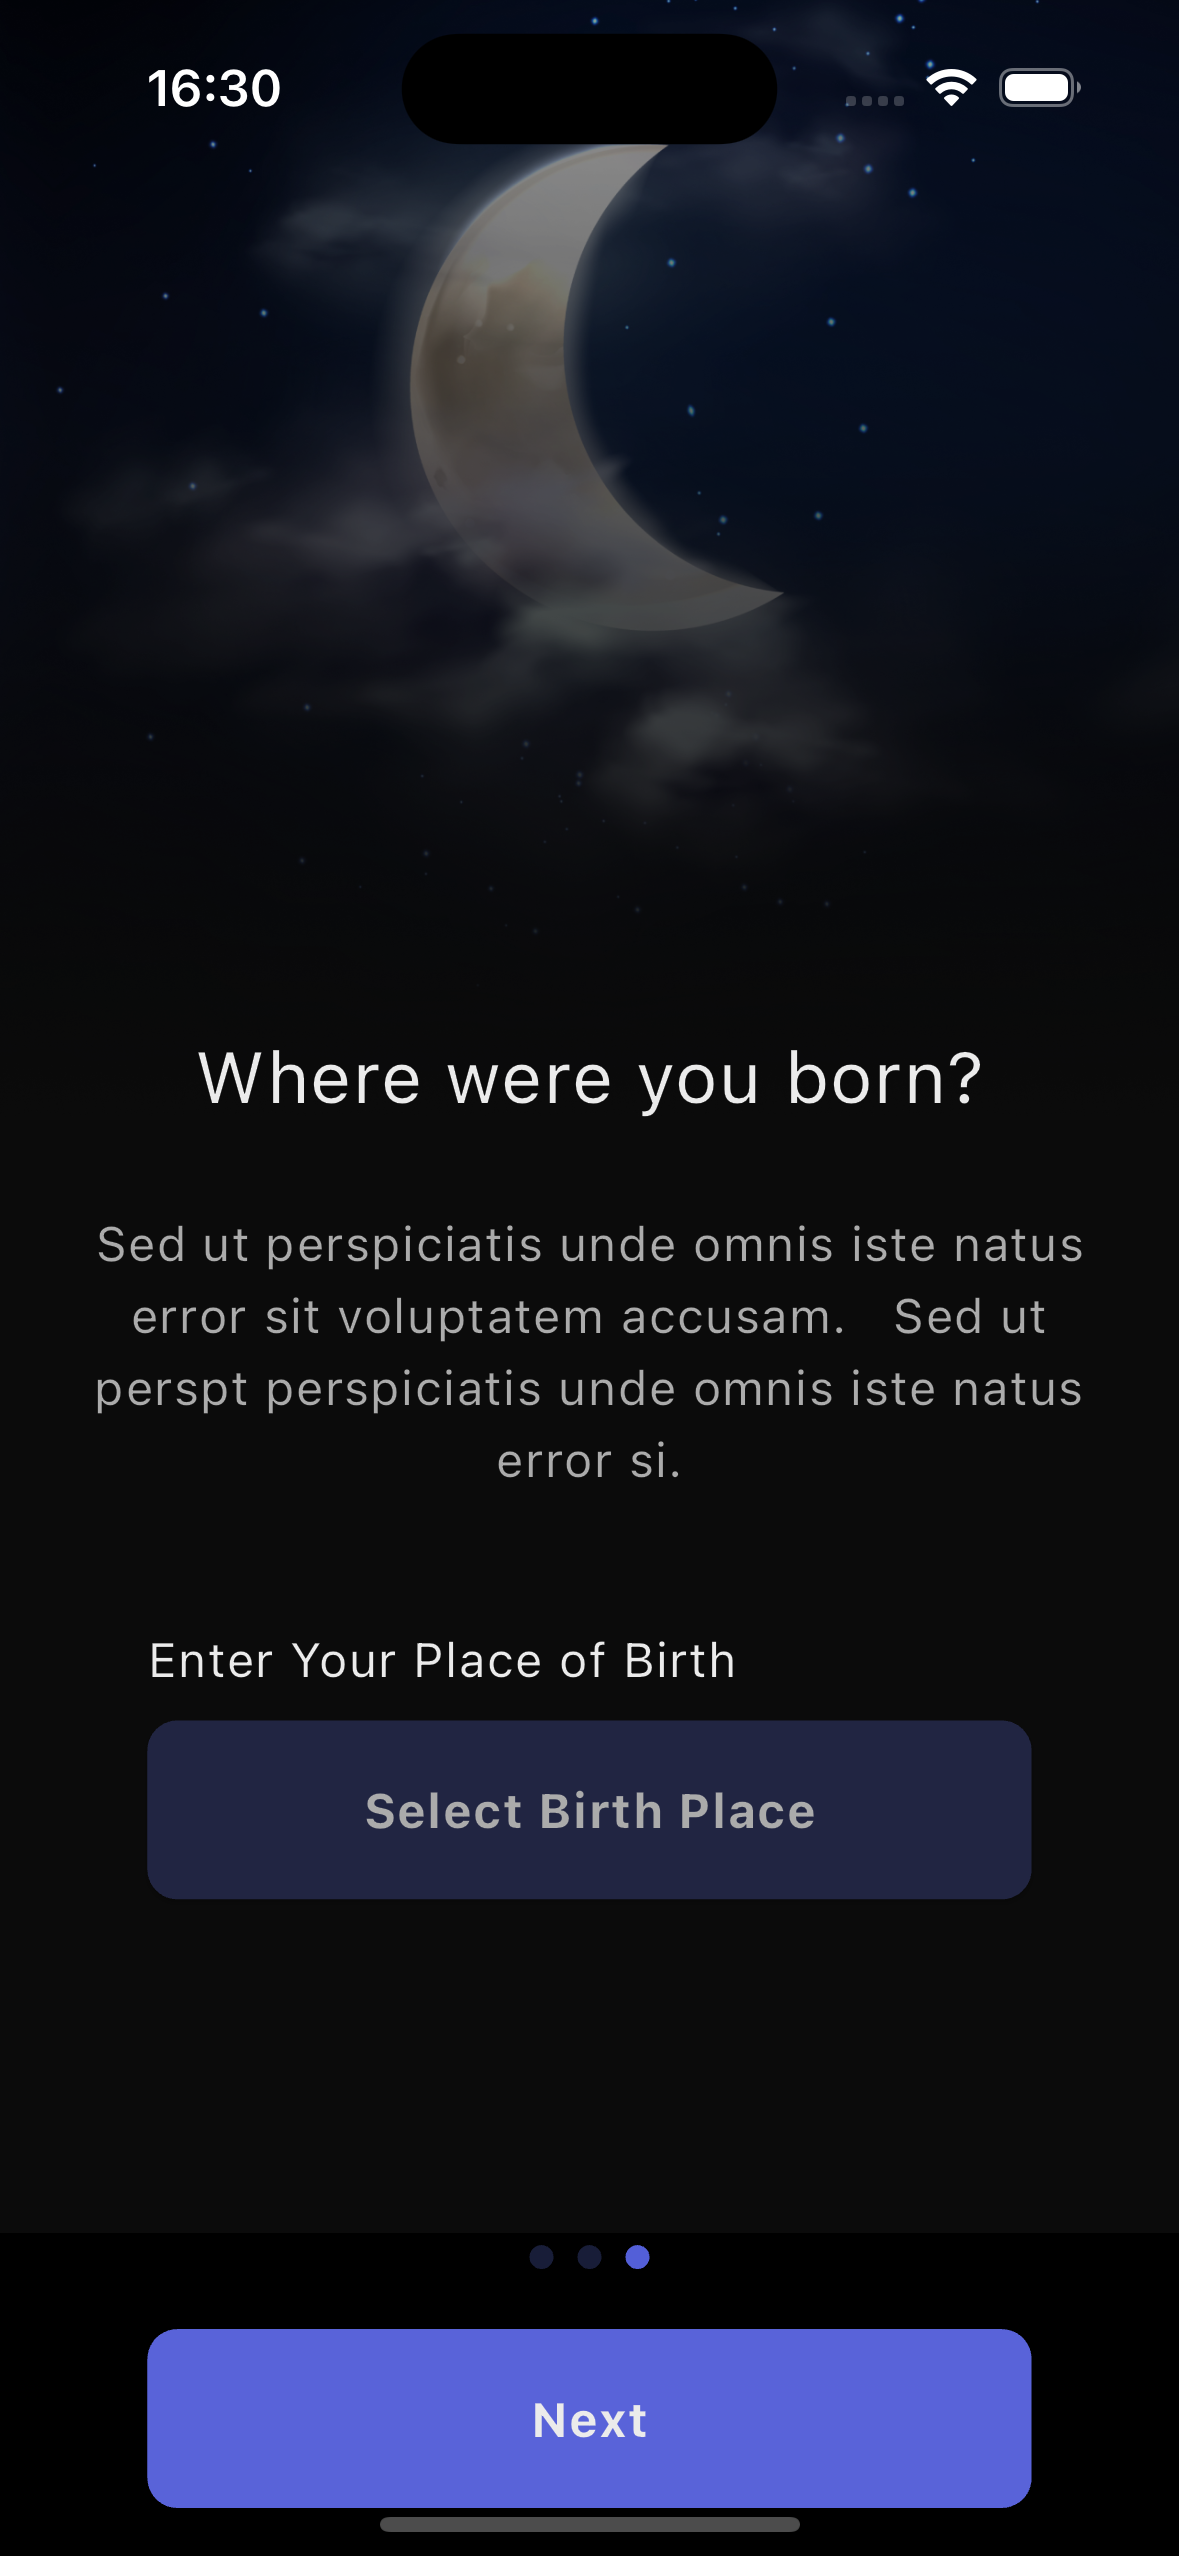 16:30
Where were you born?
Sed ut perspiciatis unde omnis iste natus
error sit voluptatem accusam.   Sed ut
perspt perspiciatis unde omnis iste natus
error si.
Enter Your Place of Birth
Select Birth Place
Next